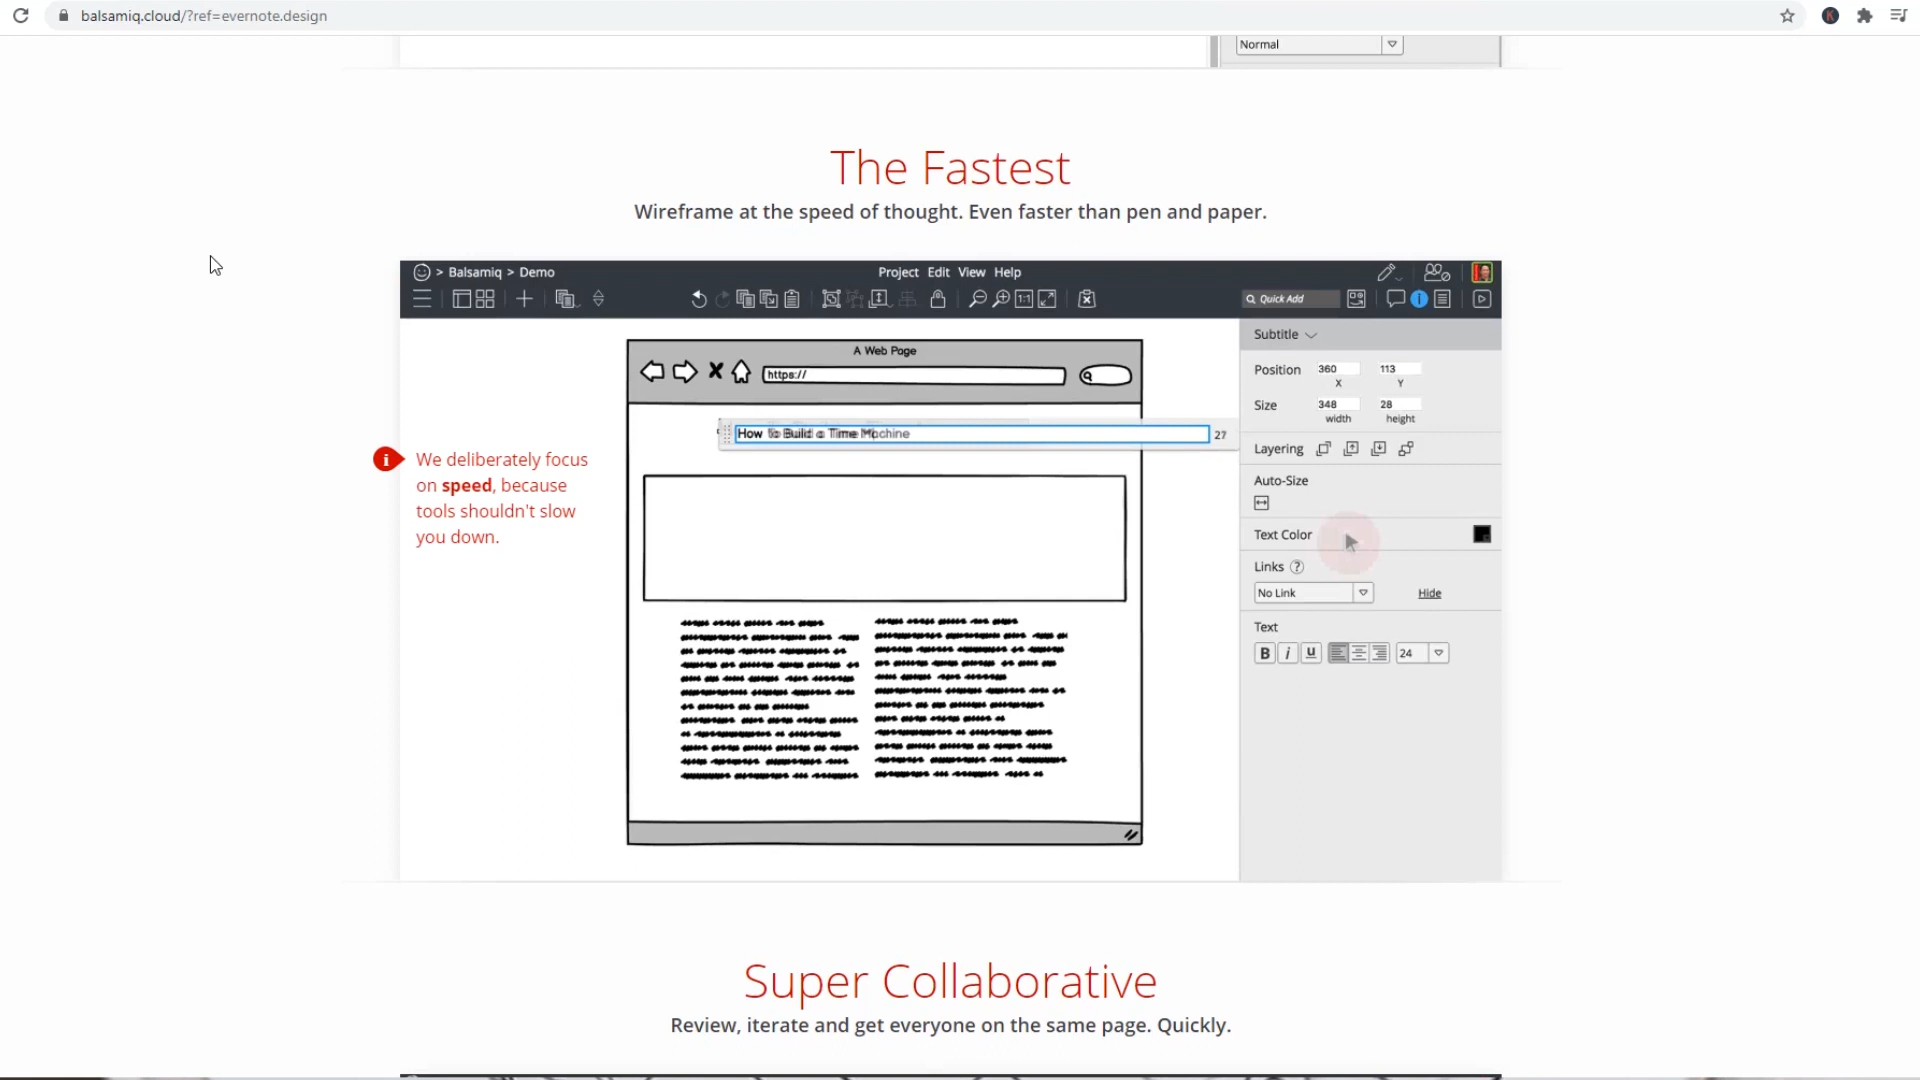 balsamiq.cloud/?ref=evernote.design
K
Normal
The Fastest
Wireframe at the speed of thought. Even faster than pen and paper.
> Balsamiq > Demo
Project Edit View Help
1:1
Quick Add
i
A Web Page
https://
How to Build a Time Machine
27
i
We deliberately focus
on speed, because
tools shouldn't slow
you down.
Subtitle
Position 360 113
X Y
Size 348 28
width height
Layering
Auto-Size
Text Color
Links ?
No Link Hide
Text
B i U 24
Super Collaborative
Review, iterate and get everyone on the same page. Quickly.